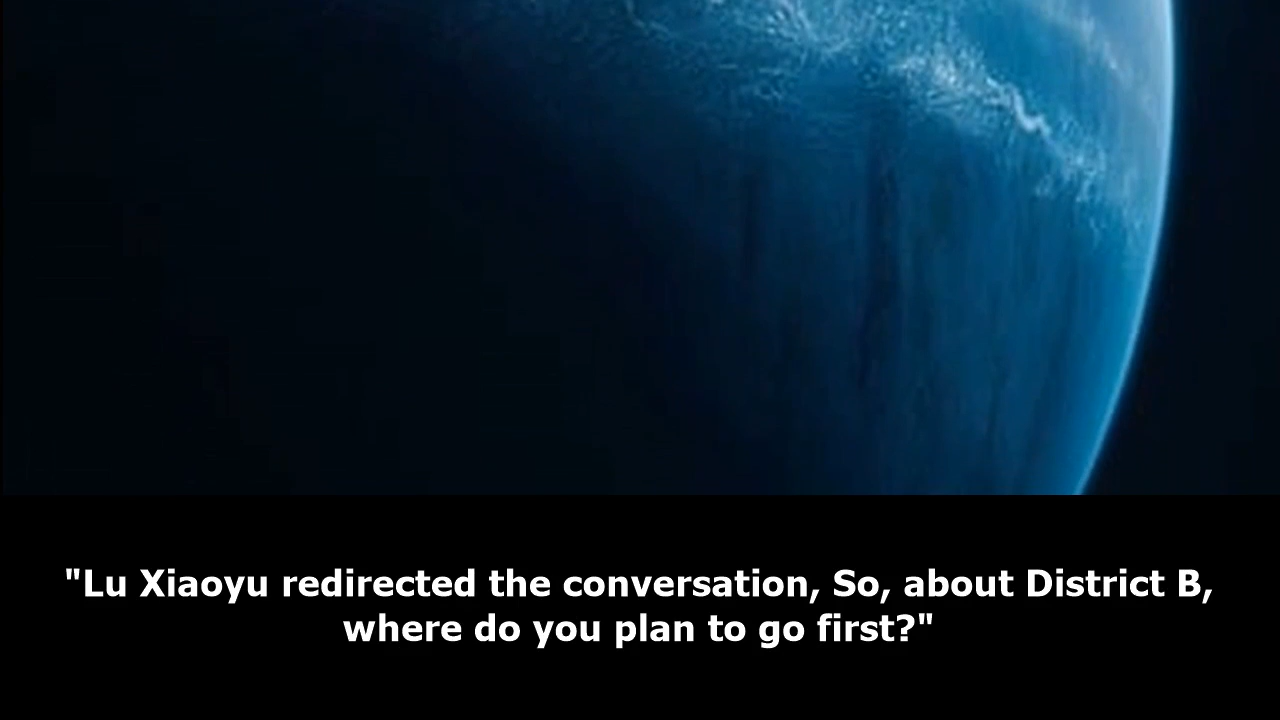 "Lu Xiaoyu redirected the conversation, So, about District B,
where do you plan to go first?"